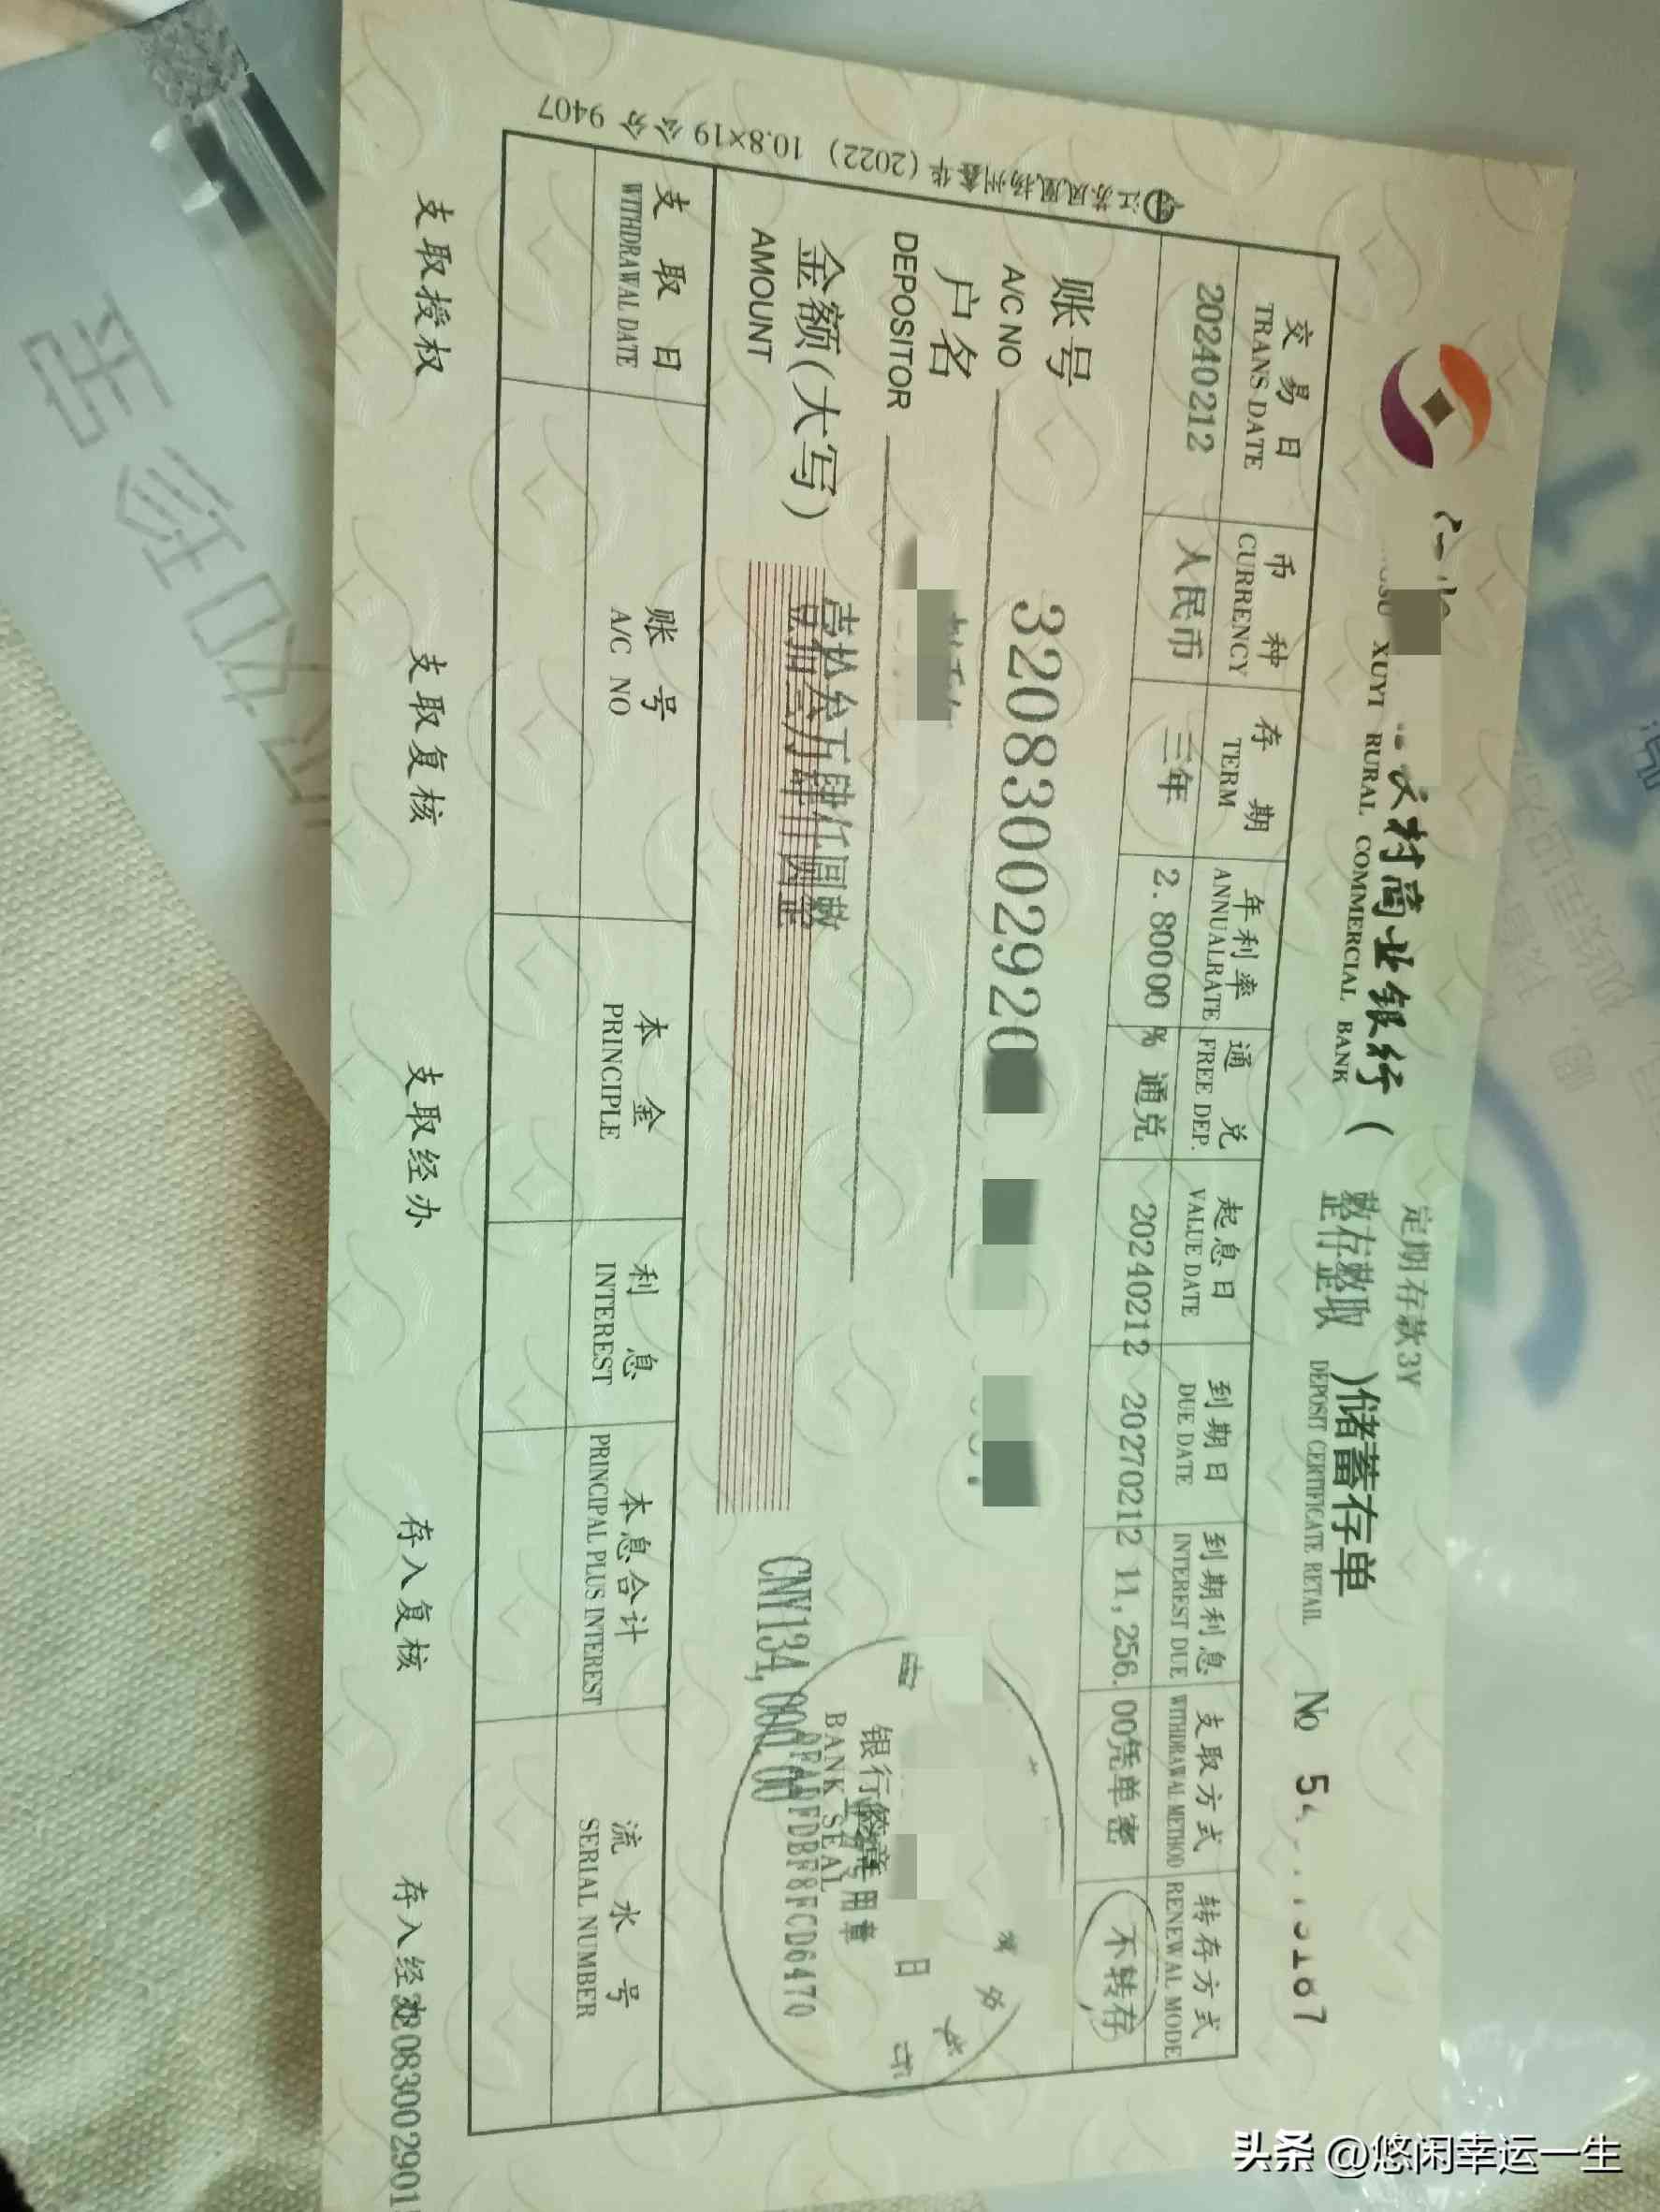 定期存款3Y
村商业银行(整存整取)储蓄存单
XUYI RURAL COMMERCIAL BANK DEPOSIT CERTIFICATE RETAIL №
交易日 币种 存期 年利率 通兑 起息日 到期日 到期利息 支取方式 转存方式
TRANS-DATE CURRENCY TERM ANNUALRATE FREE DEP. VALUE DATE DUE DATE INTEREST DUE WITHDRAWAL METHOD RENEWAL MODE
20240212 人民币 三年 2.80000 % 通兑 20240212 20270212 11,256.00 凭单密 不转存
账号 320830002920
A/C NO
户名
DEPOSITOR
金额(大写) 壹拾叁万肆仟圆整
AMOUNT
CNY134,000.00
银行签章
BANK SEAL
支取日 账号 本金 利息 本息合计 流水号
WITHDRAWAL DATE A/C NO PRINCIPLE INTEREST PRINCIPAL PLUS INTEREST SERIAL NUMBER
支取授权 支取复核 支取经办 存入复核 存入经办
江苏凤凰扬州鑫华 (2022) 10.8×19 公分 9407
头条 @悠闲幸运一生